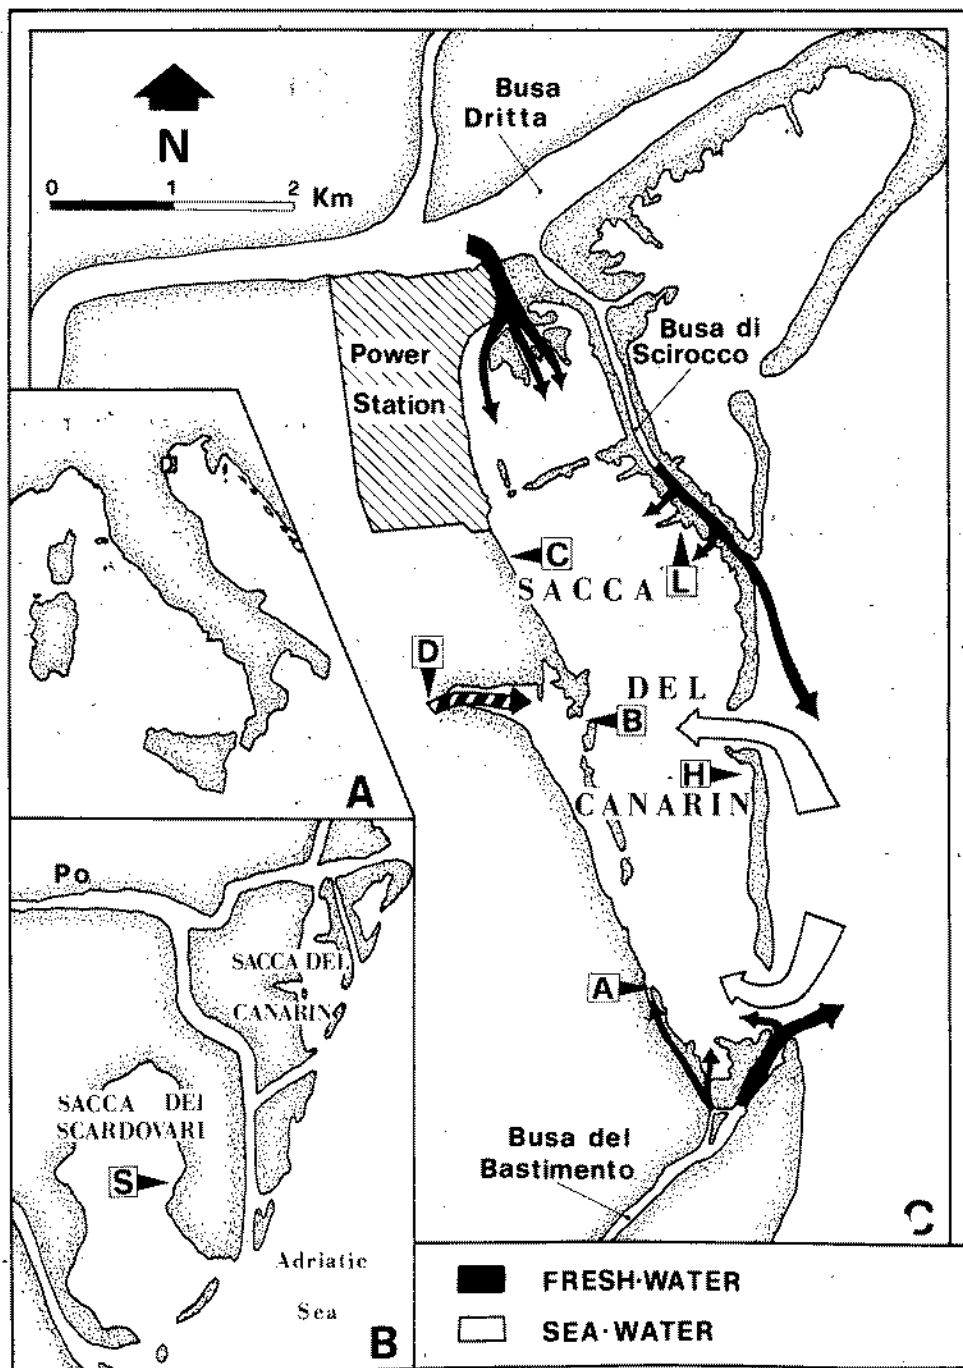 Busa
Dritta
N
0 1 2 Km
Busa di
Scirocco
Power
Station
C
SACCA
L
D
DEL
B
H
CANARIN
A
A
Po
SACCA DEL
CANARIN
SACCA DEI
SCARDOVARI
S
Busa del
Bastimento
C
Adriatic
Sea
B
FRESH·WATER
SEA·WATER